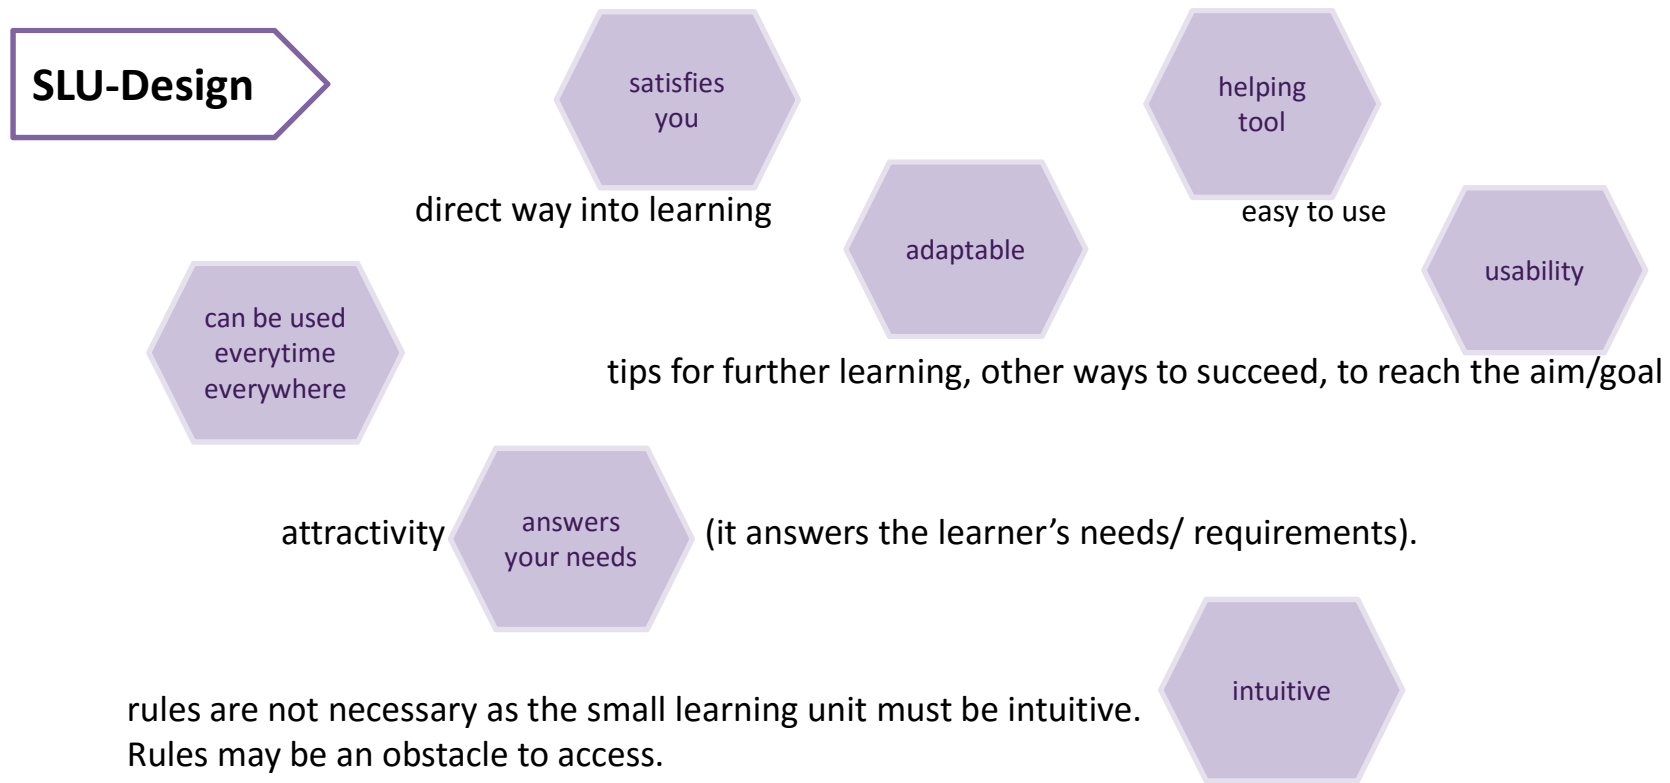 SLU-Design
satisfies
you
helping
tool
direct way into learning
easy to use
adaptable
usability
can be used
everytime
everywhere
tips for further learning, other ways to succeed, to reach the aim/goal
attractivity
answers
your needs
(it answers the learner’s needs/ requirements).
intuitive
rules are not necessary as the small learning unit must be intuitive.
Rules may be an obstacle to access.